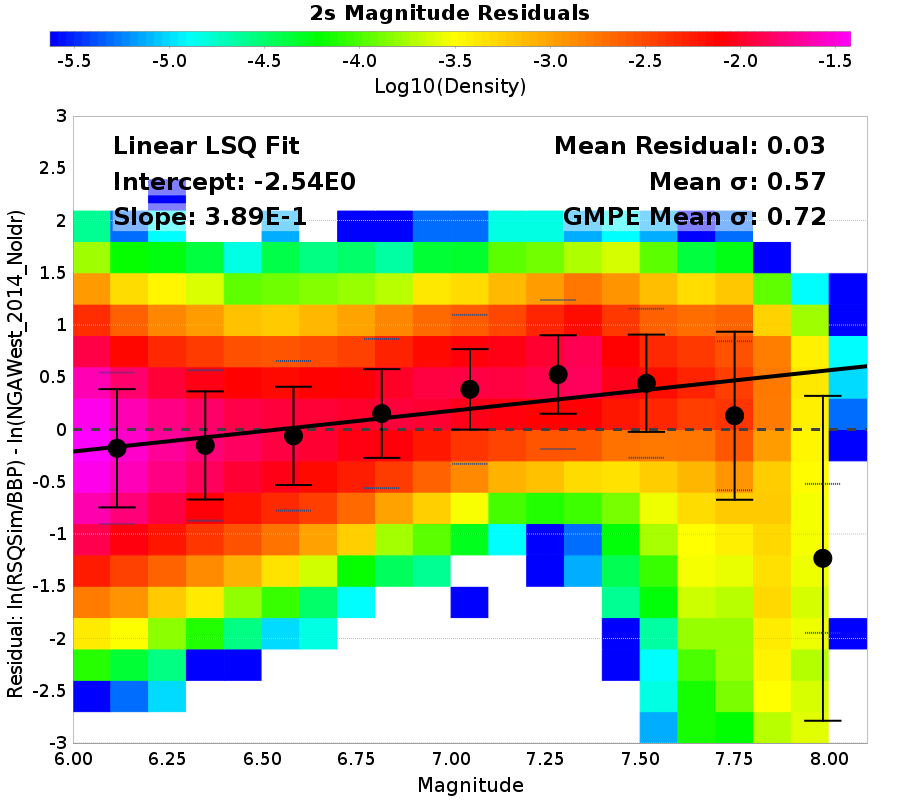 2s Magnitude Residuals
-5.5 -5.0 -4.5 -4.0 -3.5 -3.0 -2.5 -2.0 -1.5
Log10(Density)
Linear LSQ Fit
Intercept: -2.54E0
Slope: 3.89E-1
Mean Residual: 0.03
Mean σ: 0.57
GMPE Mean σ: 0.72
Residual: ln(RSQSim/BBP) - ln(NGAWest_2014_NoIdr)
3
2.5
2
1.5
1
0.5
0
-0.5
-1
-1.5
-2
-2.5
-3
6.00 6.25 6.50 6.75 7.00 7.25 7.50 7.75 8.00
Magnitude